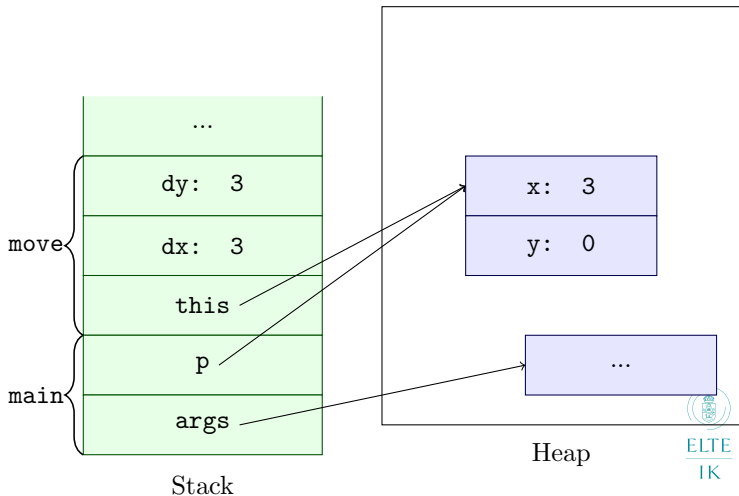 ...
dy: 3
dx: 3
this
p
args
move
main
Stack
x: 3
y: 0
...
Heap
ELTE
IK